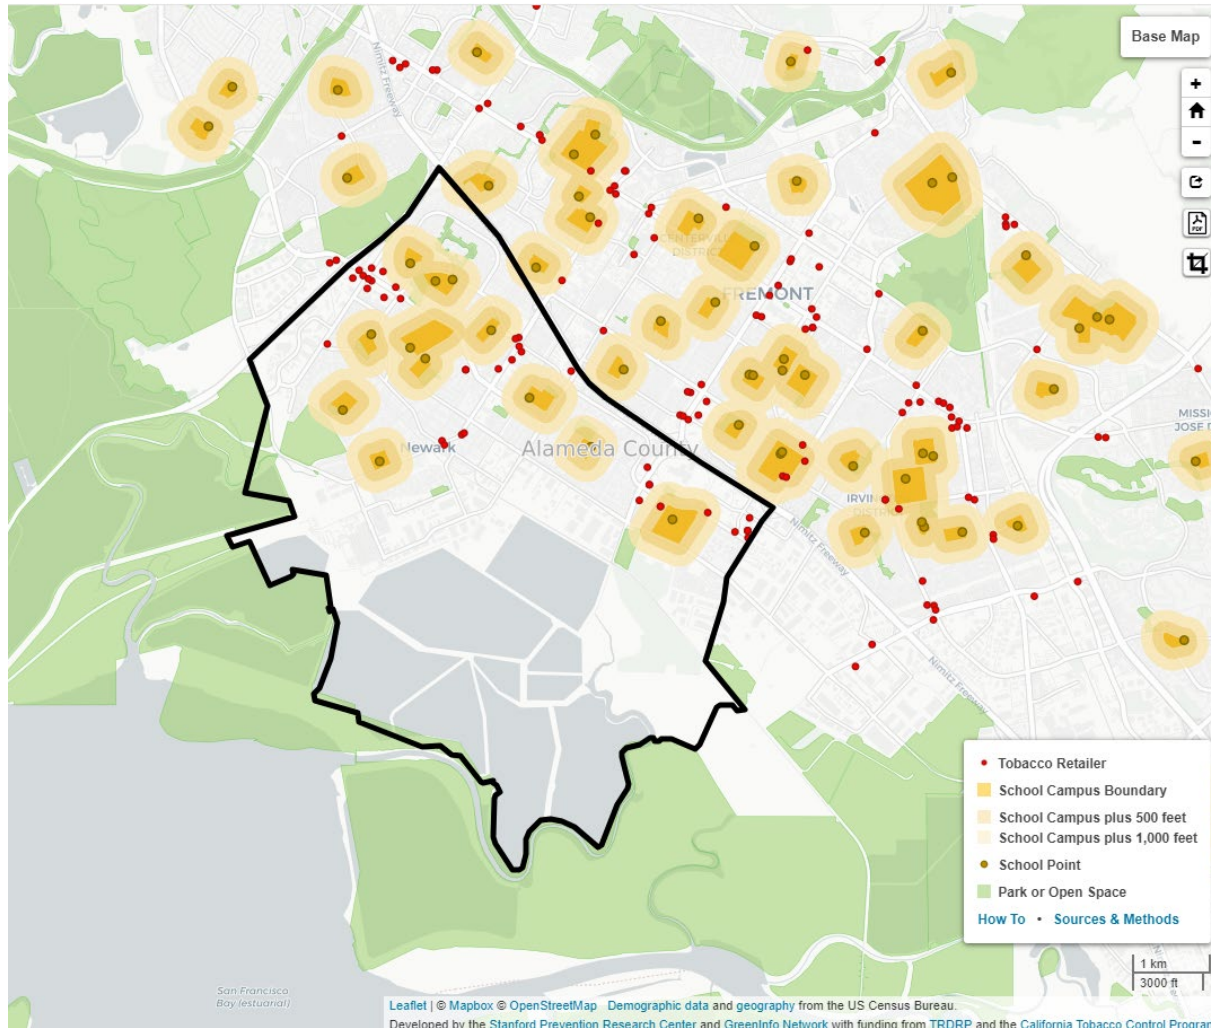 Base Map
+
-
PDF
Nimitz Freeway
CENTERVILLE
DISTRICT
FREMONT
MISSIO
JOSE D
Newark
Alameda County
IRVIN
DISTRICT
Nimitz Freeway
Nimitz Freeway
Tobacco Retailer
School Campus Boundary
School Campus plus 500 feet
School Campus plus 1,000 feet
School Point
Park or Open Space
How To • Sources & Methods
1 km
3000 ft
San Francisco
Bay (estuarial)
Leaflet | © Mapbox © OpenStreetMap Demographic data and geography from the US Census Bureau.
Developed by the Stanford Prevention Research Center and GreenInfo Network with funding from TRDRP and the California Tobacco Control Program